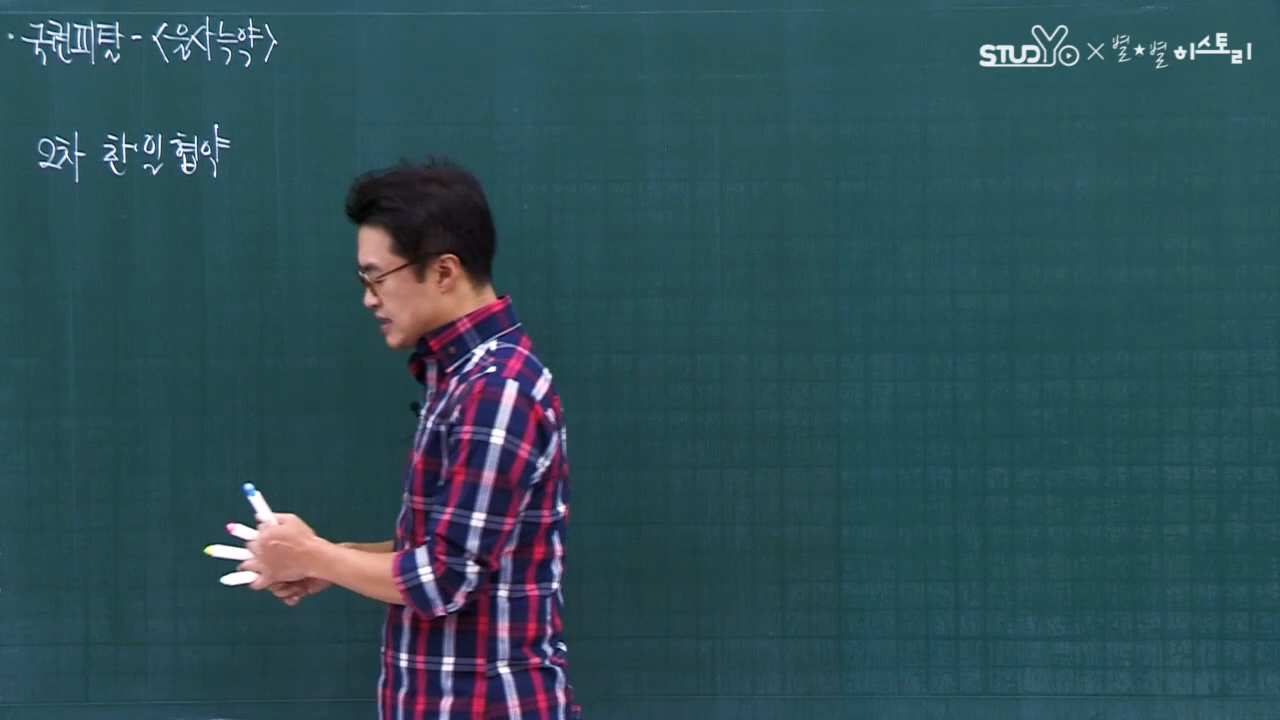 · 국권피탈 - <을사늑약>
STUDYo × 별★별 히스토리
2차 한·일 협약